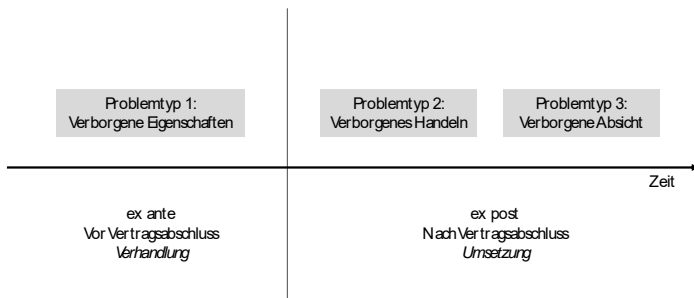 Problemtyp 1:
Verborgene Eigenschaften
Problemtyp 2:
Verborgenes Handeln
Problemtyp 3:
Verborgene Absicht
Zeit
ex ante
Vor Vertragsabschluss
Verhandlung
ex post
Nach Vertragsabschluss
Umsetzung